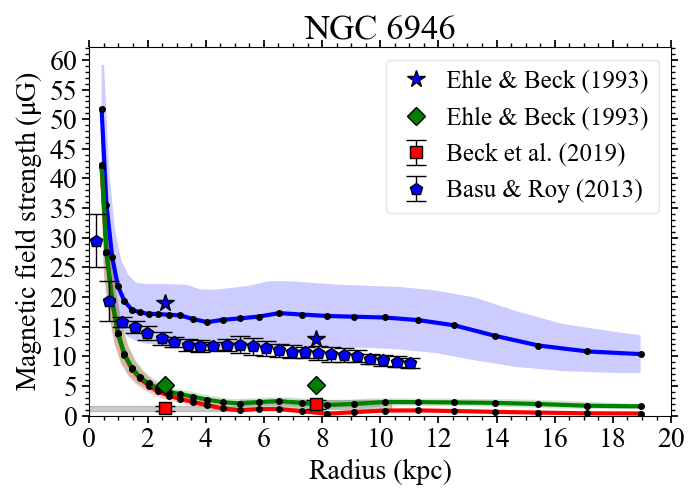 NGC 6946
Magnetic field strength (μG)
60
55
50
45
40
35
30
25
20
15
10
5
0
Ehle & Beck (1993)
Ehle & Beck (1993)
Beck et al. (2019)
Basu & Roy (2013)
0 2 4 6 8 10 12 14 16 18 20
Radius (kpc)